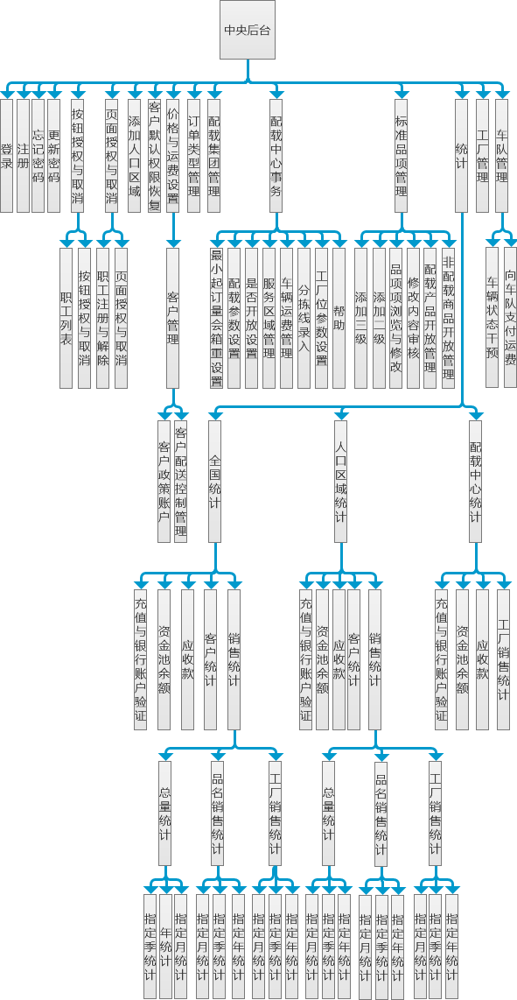 中央后台
登录
注册
忘记密码
更新密码
按钮授权与取消
页面授权与取消
添加人口区域
客户默认权限恢复
价格与运费设置
订单类型管理
配载集团管理
配载中心事务
标准品项管理
统计
工厂管理
车队管理
职工列表
按钮授权与取消
职工注册与解除
页面授权与取消
客户管理
最小起订量会箱重设置
配载参数设置
是否开放设置
服务区域管理
车辆运费管理
分拣线录入
工厂位参数设置
帮助
添加三级
添加二级
品项项浏览与修改
修改内容审核
配载产品开放管理
非配载商品开放管理
车辆状态干预
向车队支付运费
客户政策账户
客户配送控制管理
全国统计
人口区域统计
配载中心统计
充值与银行账户验证
资金池余额
应收款
客户统计
销售统计
充值与银行账户验证
资金池余额
应收款
客户统计
销售统计
充值与银行账户验证
资金池余额
应收款
工厂销售统计
总量统计
品名销售统计
工厂销售统计
总量统计
品名销售统计
工厂销售统计
指定季统计
年统计
指定月统计
指定月统计
指定季统计
指定年统计
指定月统计
指定季统计
指定年统计
指定月统计
指定季统计
指定年统计
指定月统计
指定季统计
指定年统计
指定月统计
指定季统计
指定年统计